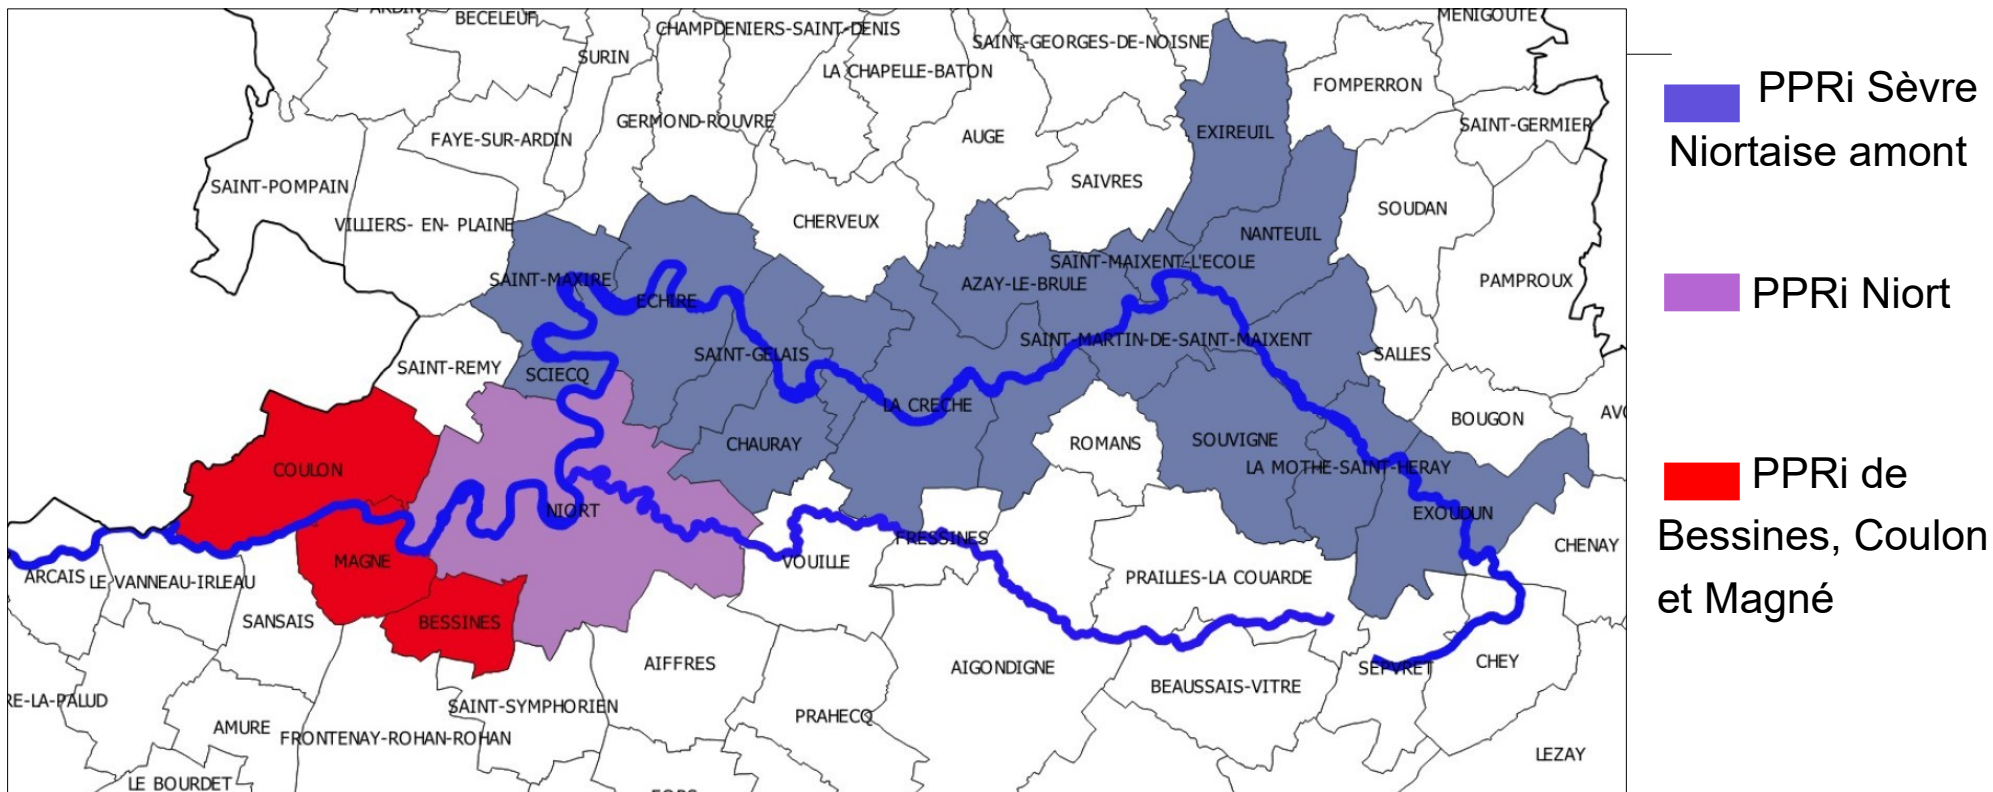 ARDIN
BECELEUF
CHAMPDENIERS-SAINT-DENIS
MENIGOUTE
SURIN
SAINT-GEORGES-DE-NOISNE
LA CHAPELLE-BATON
FOMPERRON
GERMOND-ROUVRE
SAINT-GERMIER
FAYE-SUR-ARDIN
AUGE
EXIREUIL
SAINT-POMPAIN
SAIVRES
SOUDAN
VILLIERS- EN- PLAINE
CHERVEUX
NANTEUIL
SAINT-MAIXENT-L'ECOLE
SAINT-MAXIRE
AZAY-LE-BRULE
PAMPROUX
ECHIRE
SAINT-MARTIN-DE-SAINT-MAIXENT
SAINT-GELAIS
SALLES
SAINT-REMY
SCIECQ
LA CRECHE
AVO
BOUGON
CHAURAY
ROMANS
SOUVIGNE
COULON
LA MOTHE-SAINT-HERAY
NIORT
EXOUDUN
FRESSINES
CHENAY
MAGNE
VOUILLE
ARCAIS
LE VANNEAU-IRLEAU
PRAILLES-LA COUARDE
SANSAIS
BESSINES
AIFFRES
AIGONDIGNE
SEPVRET
CHEY
BEAUSSAIS-VITRE
RE-LA-PALUD
SAINT-SYMPHORIEN
PRAHECQ
AMURE
FRONTENAY-ROHAN-ROHAN
LEZAY
LE BOURDET
PPRi Sèvre
Niortaise amont
PPRi Niort
PPRi de
Bessines, Coulon
et Magné